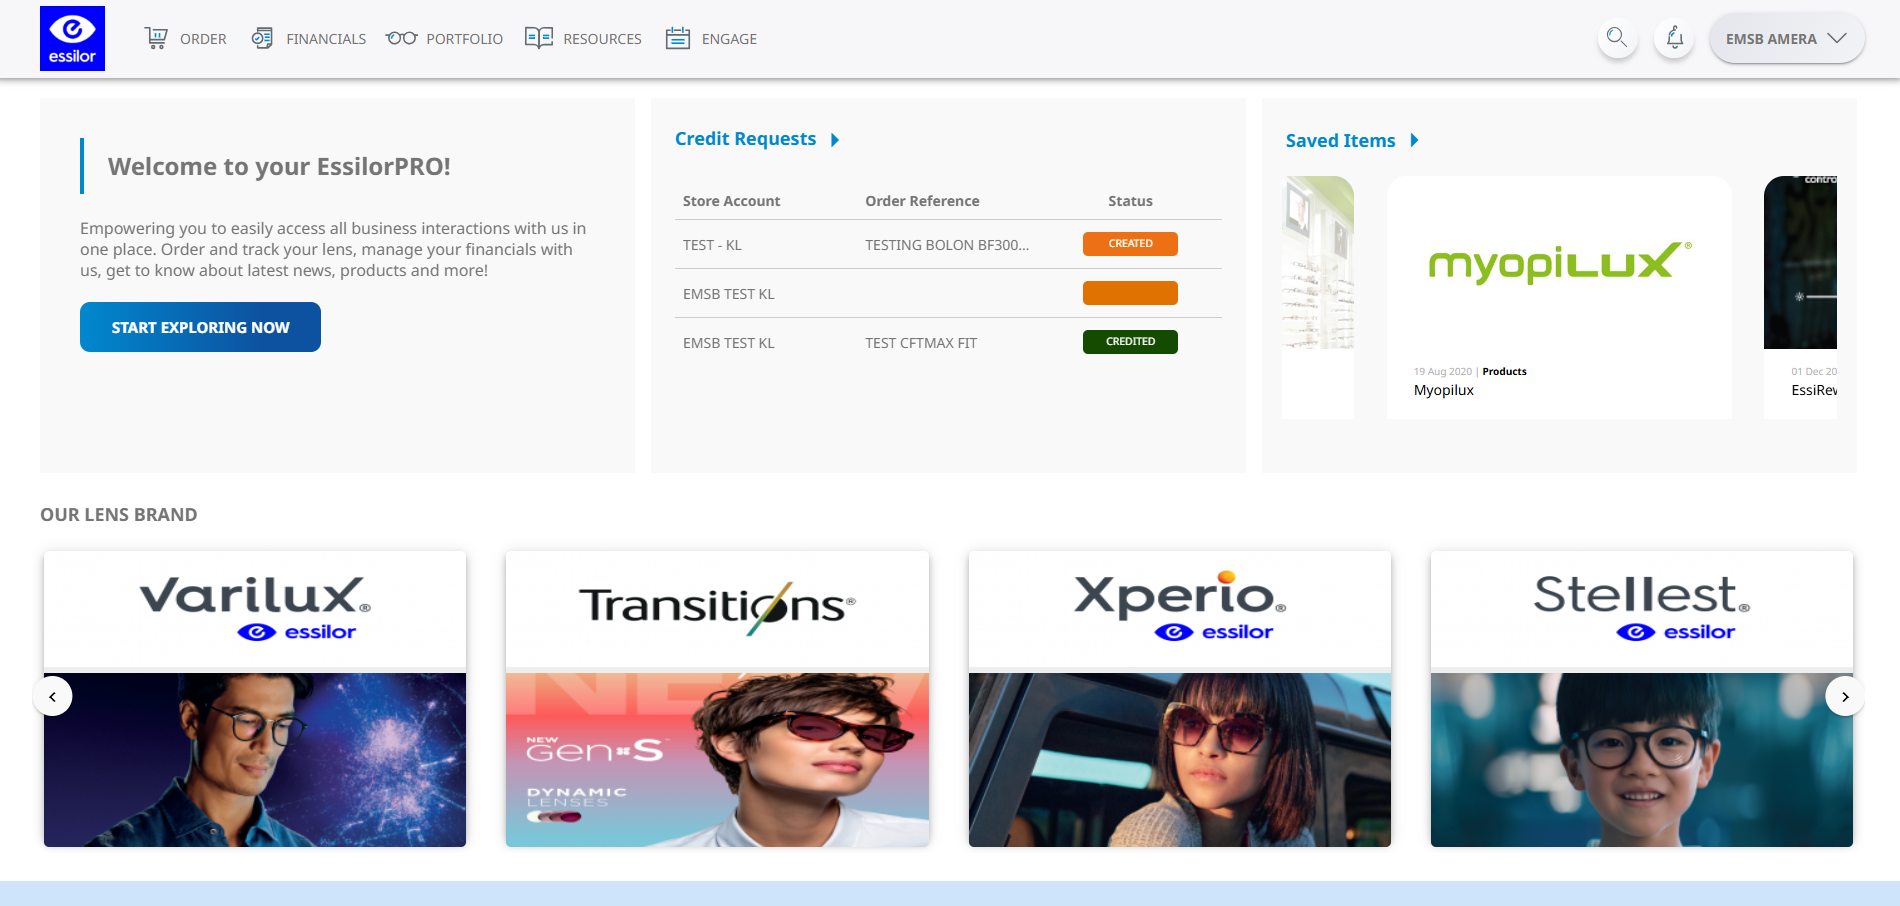 essilor
ORDER
FINANCIALS
PORTFOLIO
RESOURCES
ENGAGE
EMSB AMERA
Welcome to your EssilorPRO!
Empowering you to easily access all business interactions with us in
one place. Order and track your lens, manage your financials with
us, get to know about latest news, products and more!
START EXPLORING NOW
Credit Requests
Store Account Order Reference Status
TEST - KL TESTING BOLON BF300... CREATED
EMSB TEST KL
EMSB TEST KL TEST CFTMAX FIT CREDITED
Saved Items
myopiLUX®
19 Aug 2020 | Products
Myopilux
01 Dec 20
OUR LENS BRAND
Varilux®
essilor
Transitions®
Xperio®
essilor
Stellest®
essilor
NEW
NEW
Gen S™
DYNAMIC
LENSES